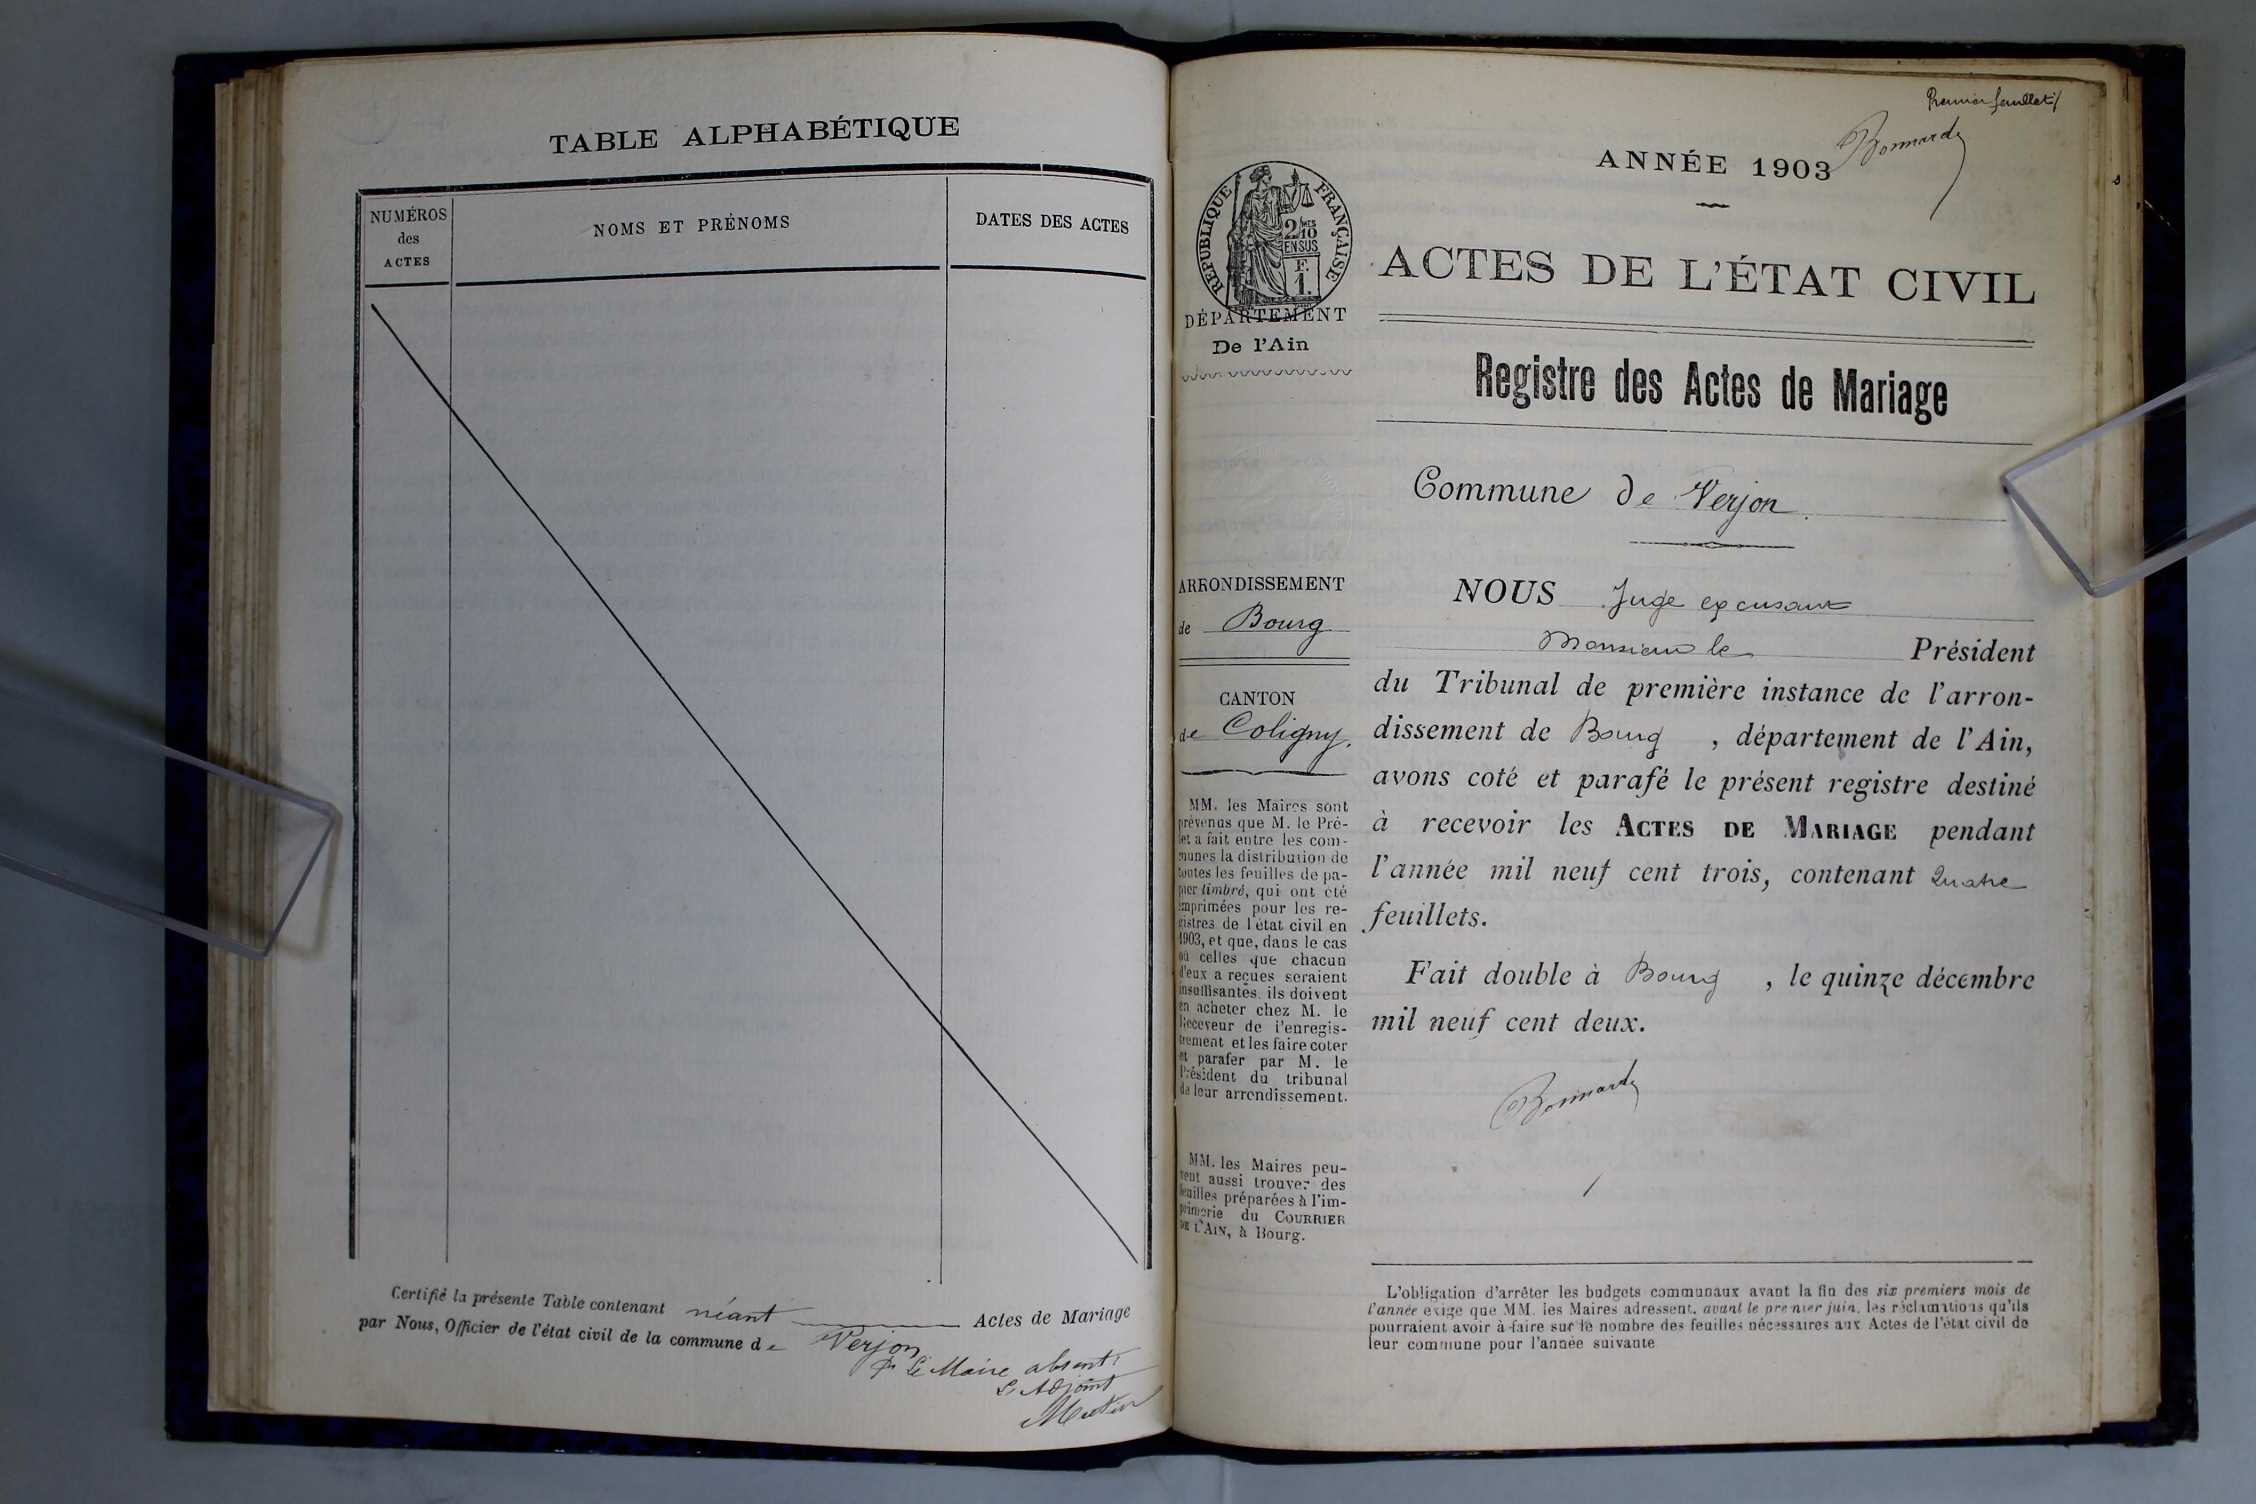 TABLE ALPHABÉTIQUE
NUMÉROS
des
ACTES
NOMS ET PRÉNOMS
DATES DES ACTES
Certifié la présente Table contenant néant Actes de Mariage
par Nous, Officier de l'état civil de la commune de Verjon
Pr Le Maire absent
L'Adjoint
Premier feuillet
Bonnard
ANNÉE 1903
RÉPUBLIQUE FRANÇAISE
2/10 MES
EN SUS
F.
1.
DÉPARTEMENT
De l'Ain
ACTES DE L'ÉTAT CIVIL
Registre des Actes de Mariage
Commune de Verjon
ARRONDISSEMENT
de Bourg
CANTON
de Coligny.
MM. les Maires sont
prévenus que M. le Pré-
fet a fait entre les com-
munes la distribution de
toutes les feuilles de pa-
pier timbré, qui ont été
imprimées pour les re-
gistres de l'état civil en
1903, et que, dans le cas
où celles que chacun
d'eux a reçues seraient
insuffisantes, ils doivent
en acheter chez M. le
Receveur de l'enregis-
trement et les faire coter
et parafer par M. le
Président du tribunal
de leur arrondissement.
MM. les Maires peu-
vent aussi trouver des
feuilles préparées à l'im-
primerie du COURRIER
DE L'AIN, à Bourg.
NOUS Juge excusant
Monsieur le Président
du Tribunal de première instance de l'arron-
dissement de Bourg , département de l'Ain,
avons coté et parafé le présent registre destiné
à recevoir les ACTES DE MARIAGE pendant
l'année mil neuf cent trois, contenant Quatre
feuillets.
Fait double à Bourg , le quinze décembre
mil neuf cent deux.
Bonnard
L'obligation d'arrêter les budgets communaux avant la fin des six premiers mois de
l'année exige que MM. les Maires adressent, avant le premier juin, les réclamations qu'ils
pourraient avoir à faire sur le nombre des feuilles nécessaires aux Actes de l'état civil de
leur commune pour l'année suivante